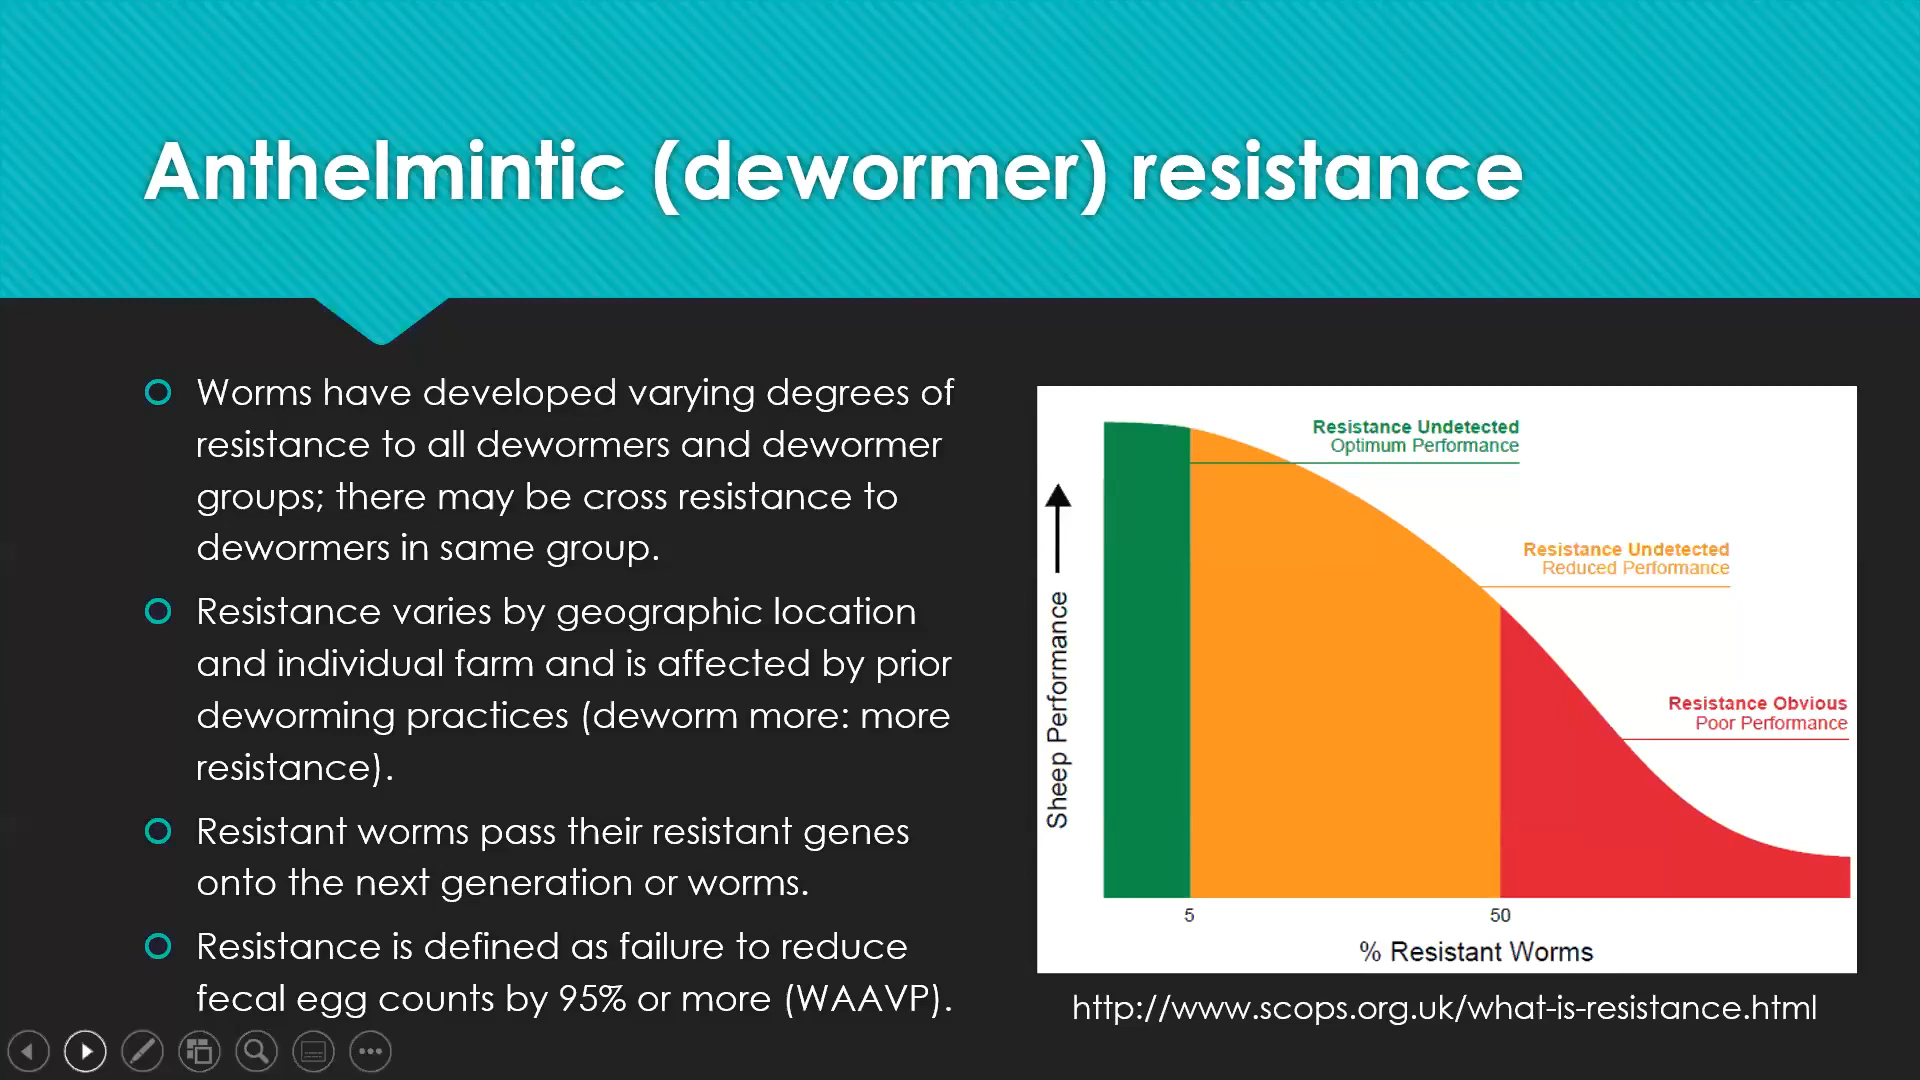 Anthelmintic (dewormer) resistance
Worms have developed varying degrees of
resistance to all dewormers and dewormer
groups; there may be cross resistance to
dewormers in same group.
Resistance varies by geographic location
and individual farm and is affected by prior
deworming practices (deworm more: more
resistance).
Resistant worms pass their resistant genes
onto the next generation or worms.
Resistance is defined as failure to reduce
fecal egg counts by 95% or more (WAAVP).
Resistance Undetected
Optimum Performance
Resistance Undetected
Reduced Performance
Resistance Obvious
Poor Performance
Sheep Performance
5
50
% Resistant Worms
http://www.scops.org.uk/what-is-resistance.html